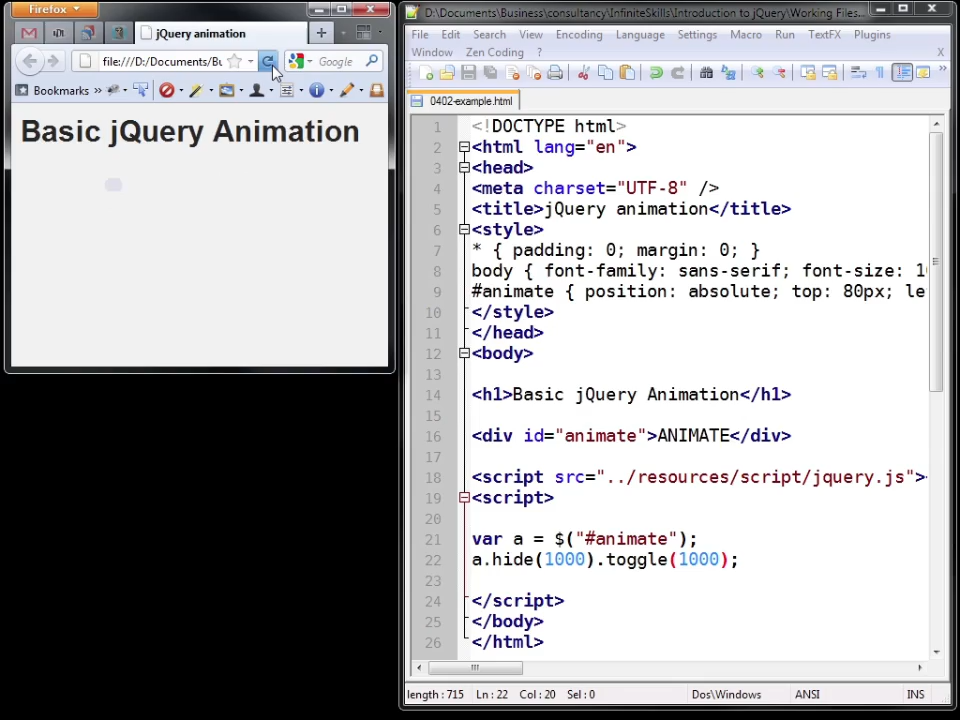 Firefox
jQuery animation
file:///D:/Documents/Bu
Google
Bookmarks »
Basic jQuery Animation
D:\Documents\Business\consultancy\InfiniteSkills\Introduction to jQuery\Working Files...
File Edit Search View Encoding Language Settings Macro Run TextFX Plugins
Window Zen Coding ? X
0402-example.html
1 <!DOCTYPE html>
2 <html lang="en">
3 <head>
4 <meta charset="UTF-8" />
5 <title>jQuery animation</title>
6 <style>
7 * { padding: 0; margin: 0; }
8 body { font-family: sans-serif; font-size: 10
9 #animate { position: absolute; top: 80px; le
10 </style>
11 </head>
12 <body>
13
14 <h1>Basic jQuery Animation</h1>
15
16 <div id="animate">ANIMATE</div>
17
18 <script src="../resources/script/jquery.js">
19 <script>
20
21 var a = $("#animate");
22 a.hide(1000).toggle(1000);
23
24 </script>
25 </body>
26 </html>
length : 715 Ln : 22 Col : 20 Sel : 0 Dos\Windows ANSI INS